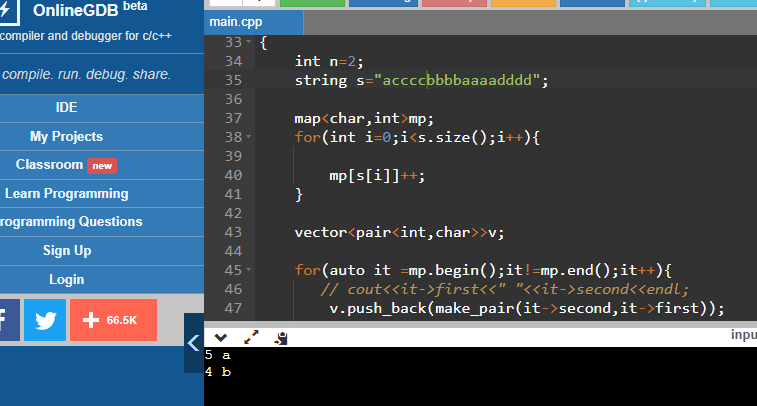 OnlineGDB beta
compiler and debugger for c/c++
compile. run. debug. share.
IDE
My Projects
Classroom new
Learn Programming
rogramming Questions
Sign Up
Login
66.5K
main.cpp
33 {
34 int n=2;
35 string s="accccbbbbaaaadddd";
36
37 map<char,int>mp;
38 for(int i=0;i<s.size();i++){
39
40 mp[s[i]]++;
41 }
42
43 vector<pair<int,char>>v;
44
45 for(auto it =mp.begin();it!=mp.end();it++){
46 // cout<<it->first<<" "<<it->second<<endl;
47 v.push_back(make_pair(it->second,it->first));
inpu
5 a
4 b